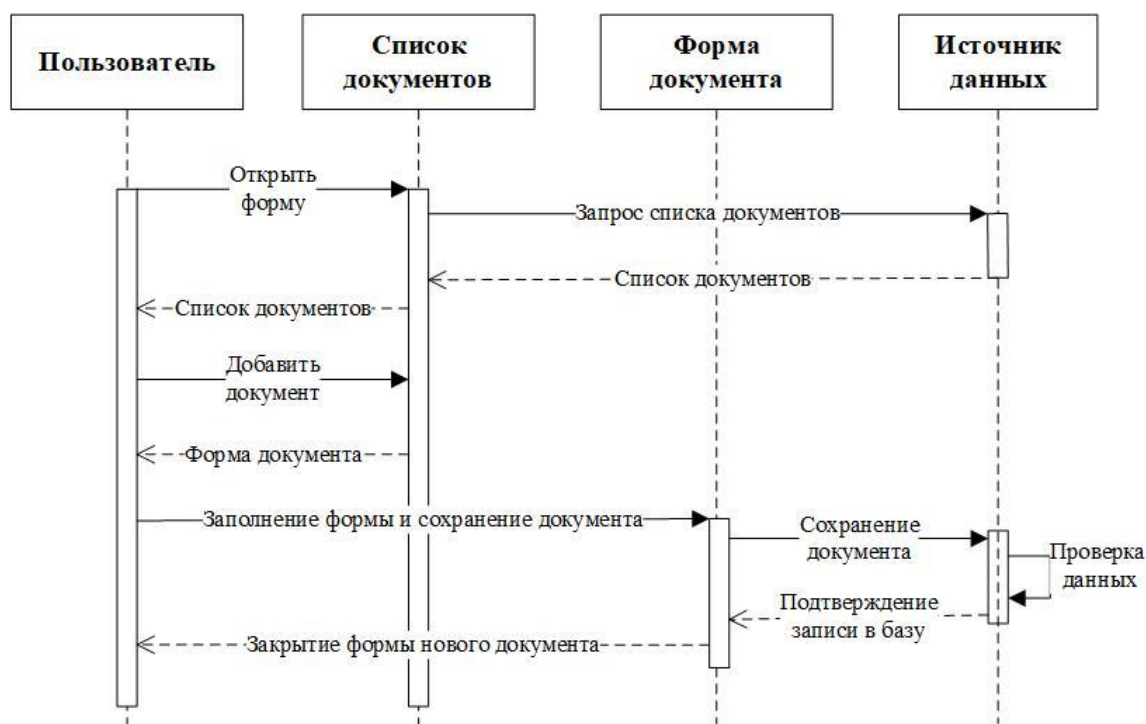 Пользователь
Список
документов
Форма
документа
Источник
данных
Открыть
форму
Запрос списка документов
Список документов
Список документов
Добавить
документ
Форма документа
Заполнение формы и сохранение документа
Сохранение
документа
Проверка
данных
Подтверждение
записи в базу
Закрытие формы нового документа